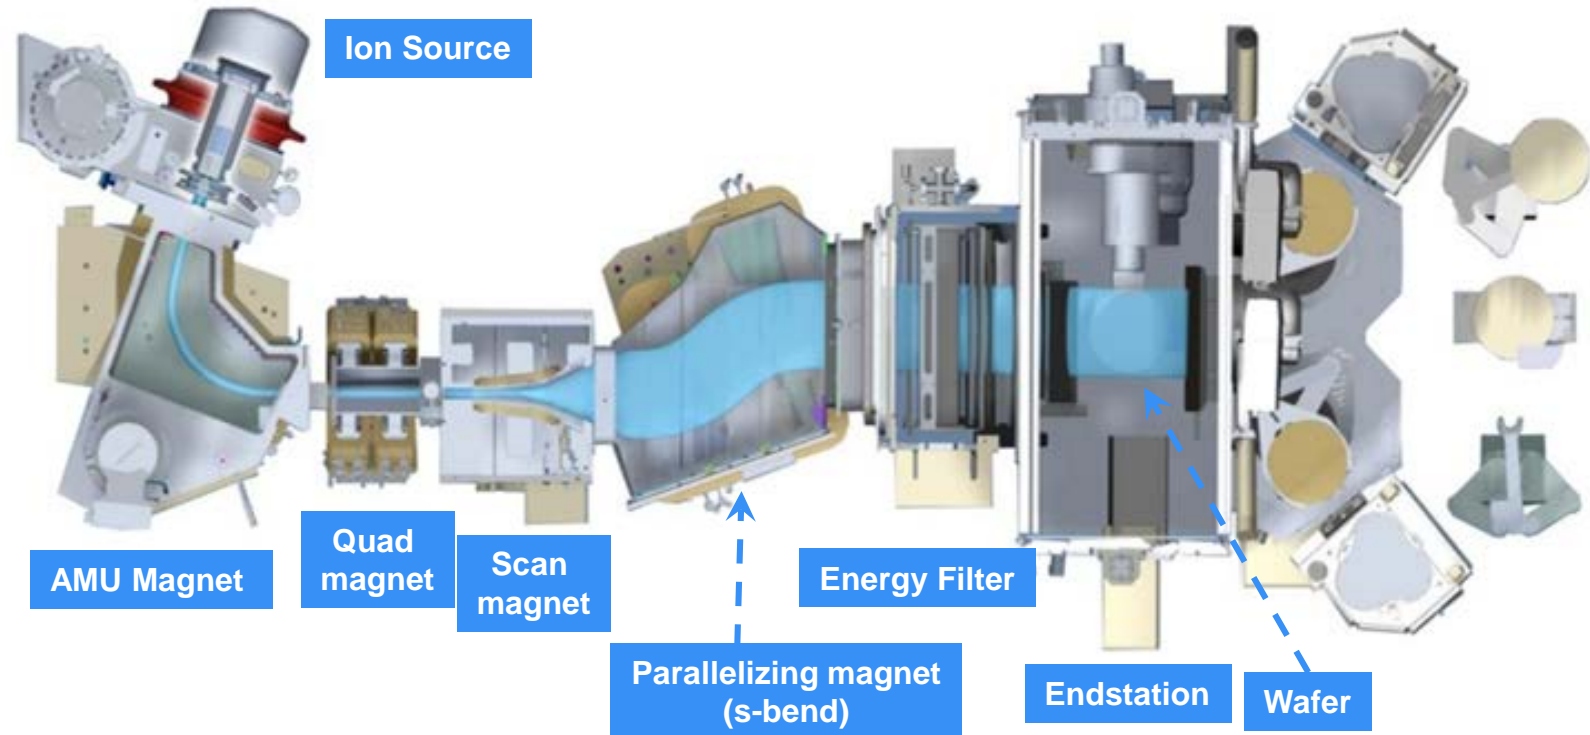 Ion Source
AMU Magnet
Quad
magnet
Scan
magnet
Parallelizing magnet
(s-bend)
Energy Filter
Endstation
Wafer